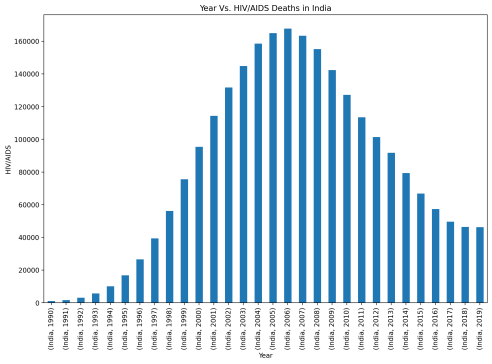 Year Vs. HIV/AIDS Deaths in India
160000
140000
120000
100000
80000
60000
40000
20000
0
HIV/AIDS
(India, 1990)
(India, 1991)
(India, 1992)
(India, 1993)
(India, 1994)
(India, 1995)
(India, 1996)
(India, 1997)
(India, 1998)
(India, 1999)
(India, 2000)
(India, 2001)
(India, 2002)
(India, 2003)
(India, 2004)
(India, 2005)
(India, 2006)
(India, 2007)
(India, 2008)
(India, 2009)
(India, 2010)
(India, 2011)
(India, 2012)
(India, 2013)
(India, 2014)
(India, 2015)
(India, 2016)
(India, 2017)
(India, 2018)
(India, 2019)
Year